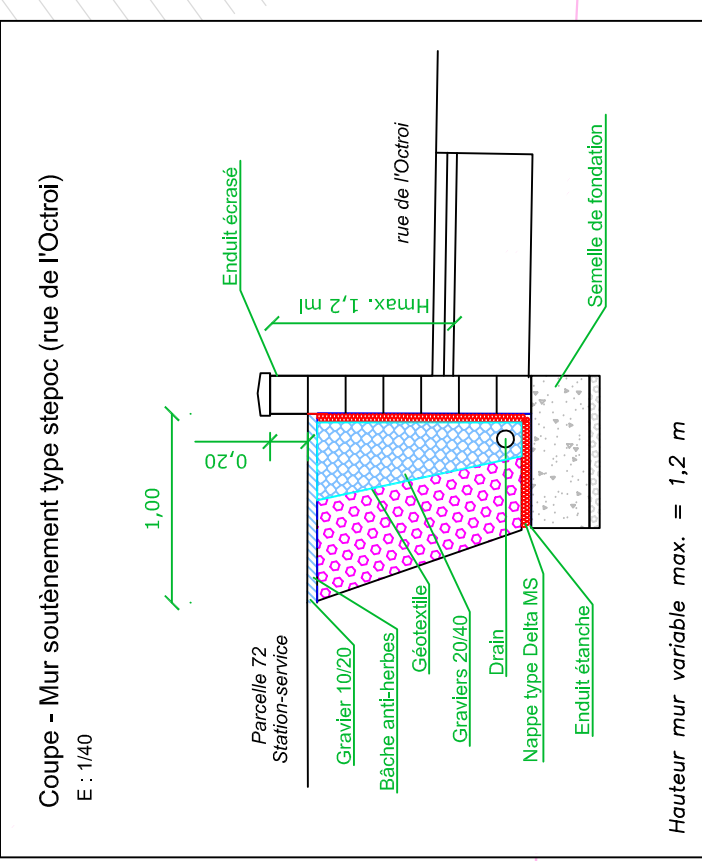 Coupe - Mur soutènement type stepoc (rue de l'Octroi)
E : 1/40
1,00
0,20
Enduit écrasé
Hmax. 1,2 ml
rue de l'Octroi
Semelle de fondation
Parcelle 72
Station-service
Gravier 10/20
Bâche anti-herbes
Géotextile
Graviers 20/40
Drain
Nappe type Delta MS
Enduit étanche
Hauteur mur variable max. = 1,2 m